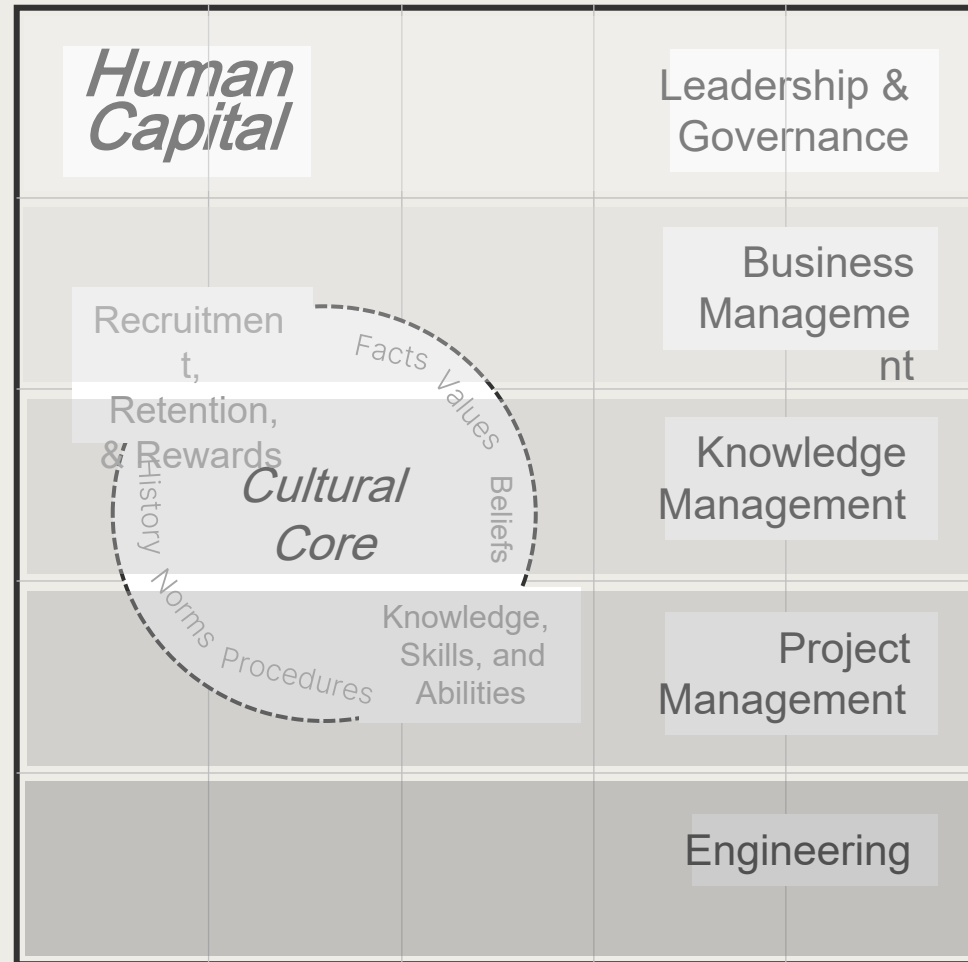 Human
Capital
Leadership &
Governance
Business
Manageme
nt
Recruitmen
t,
Retention,
& Rewards
Facts
Values
Beliefs
History
Norms
Procedures
Cultural
Core
Knowledge,
Skills, and
Abilities
Knowledge
Management
Project
Management
Engineering